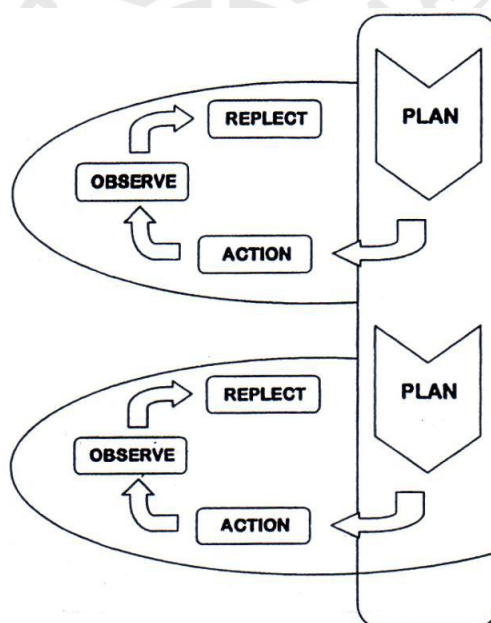 PLAN
REPLECT
OBSERVE
ACTION
PLAN
REPLECT
OBSERVE
ACTION